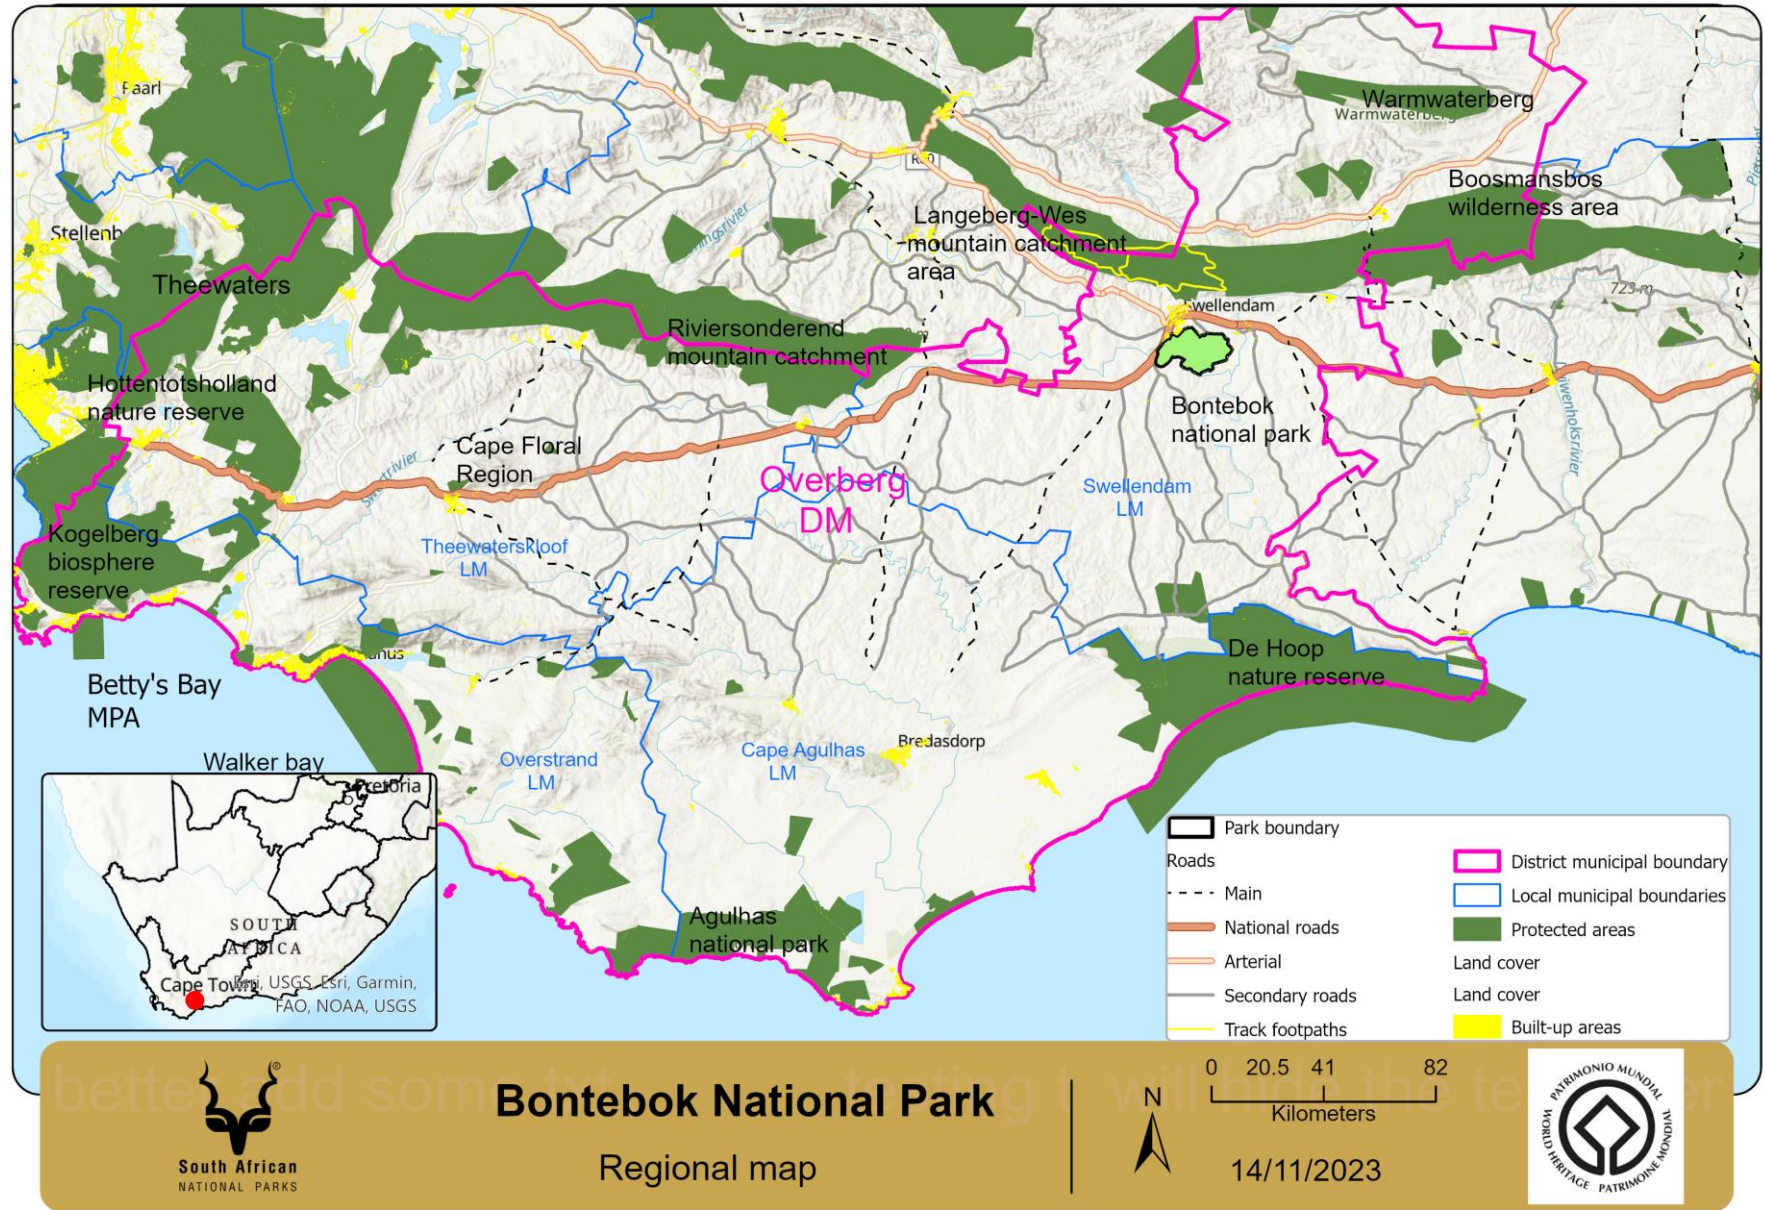 Paarl
Warmwaterberg
Warmwaterberg
R60
Boosmansbos
wilderness area
Langeberg-Wes
mountain catchment
area
Stellenb
Theewaters
723 m
Swellendam
Riviersonderend
mountain catchment
Hottentotsholland
nature reserve
Bontebok
national park
Cape Floral
Region
Overberg
DM
Swellendam
LM
Kogelberg
biosphere
reserve
Theewaterskloof
LM
De Hoop
nature reserve
Betty's Bay
MPA
Walker bay
Overstrand
LM
Cape Agulhas
LM
Bredasdorp
Agulhas
national park
Pretoria
SOUTH
AFRICA
Cape Town
Esri, USGS, Esri, Garmin,
FAO, NOAA, USGS
Park boundary
Roads
Main
National roads
Arterial
Secondary roads
Track footpaths
District municipal boundary
Local municipal boundaries
Protected areas
Land cover
Land cover
Built-up areas
South African
NATIONAL PARKS
®
Bontebok National Park
Regional map
N
0 20.5 41 82
Kilometers
14/11/2023
PATRIMONIO MUNDIAL
WORLD HERITAGE
PATRIMOINE MONDIAL